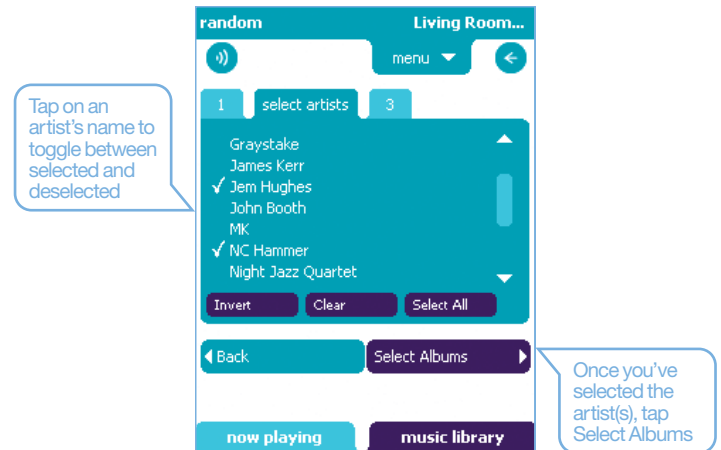 random Living Room...
menu
1 select artists 3
Tap on an
artist's name to
toggle between
selected and
deselected
Graystake
James Kerr
Jem Hughes
John Booth
MK
NC Hammer
Night Jazz Quartet
Invert Clear Select All
Back Select Albums
Once you've
selected the
artist(s), tap
Select Albums
now playing music library